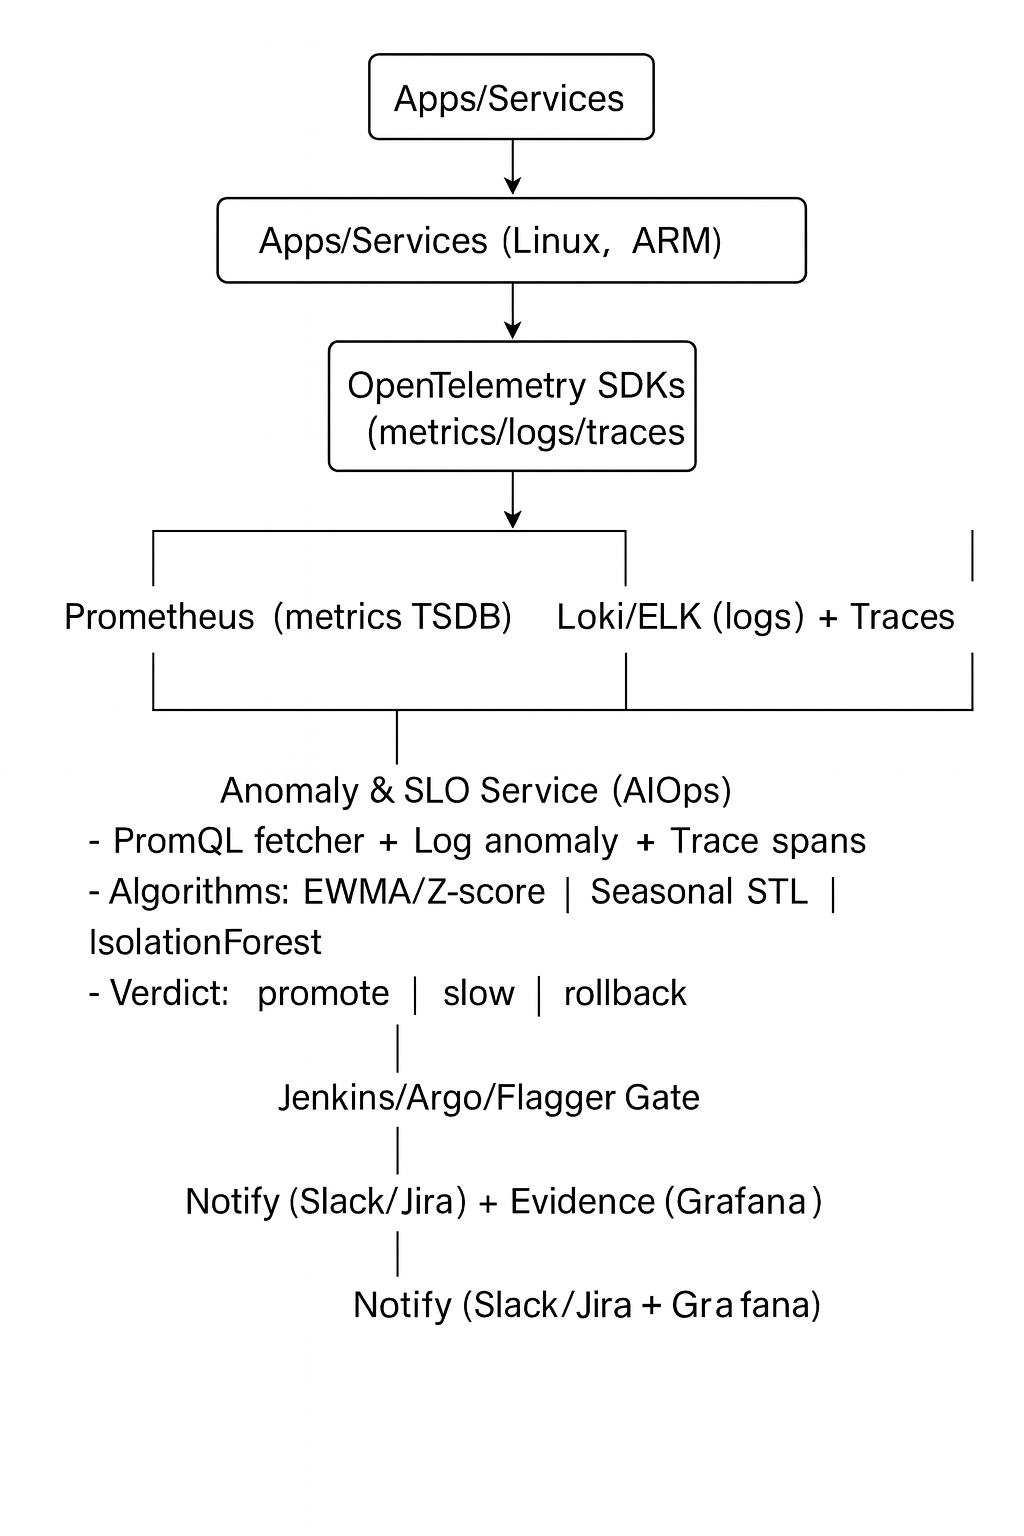 Apps/Services
Apps/Services (Linux, ARM)
OpenTelemetry SDKs
(metrics/logs/traces
Prometheus (metrics TSDB) Loki/ELK (logs) + Traces
Anomaly & SLO Service (AIOps)
- PromQL fetcher + Log anomaly + Trace spans
- Algorithms: EWMA/Z-score | Seasonal STL |
IsolationForest
- Verdict: promote | slow | rollback
Jenkins/Argo/Flagger Gate
Notify (Slack/Jira) + Evidence (Grafana)
Notify (Slack/Jira + Grafana)